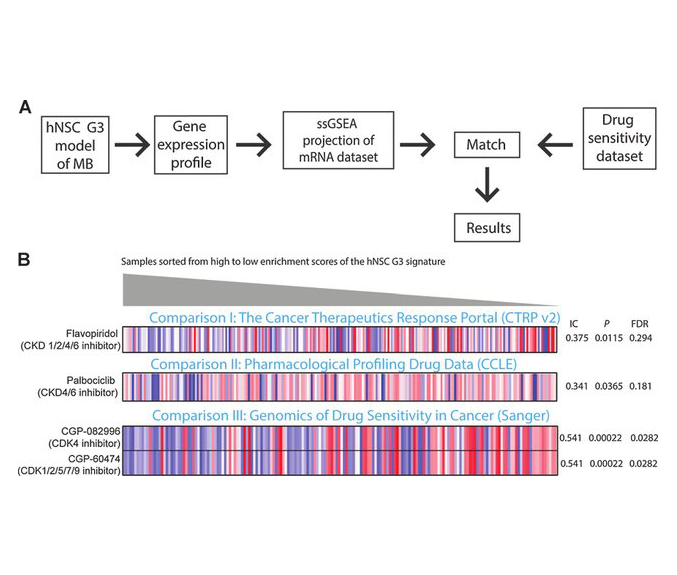 A
hNSC G3
model
of MB
Gene
expression
profile
ssGSEA
projection of
mRNA dataset
Match
Drug
sensitivity
dataset
Results
B
Samples sorted from high to low enrichment scores of the hNSC G3 signature
Comparison I: The Cancer Therapeutics Response Portal (CTRP v2)
IC P FDR
Flavopiridol
(CKD 1/2/4/6 inhibitor)
0.375 0.0115 0.294
Comparison II: Pharmacological Profiling Drug Data (CCLE)
Palbociclib
(CKD4/6 inhibitor)
0.341 0.0365 0.181
Comparison III: Genomics of Drug Sensitivity in Cancer (Sanger)
CGP-082996
(CDK4 inhibitor)
0.541 0.00022 0.0282
CGP-60474
(CDK1/2/5/7/9 inhibitor)
0.541 0.00022 0.0282